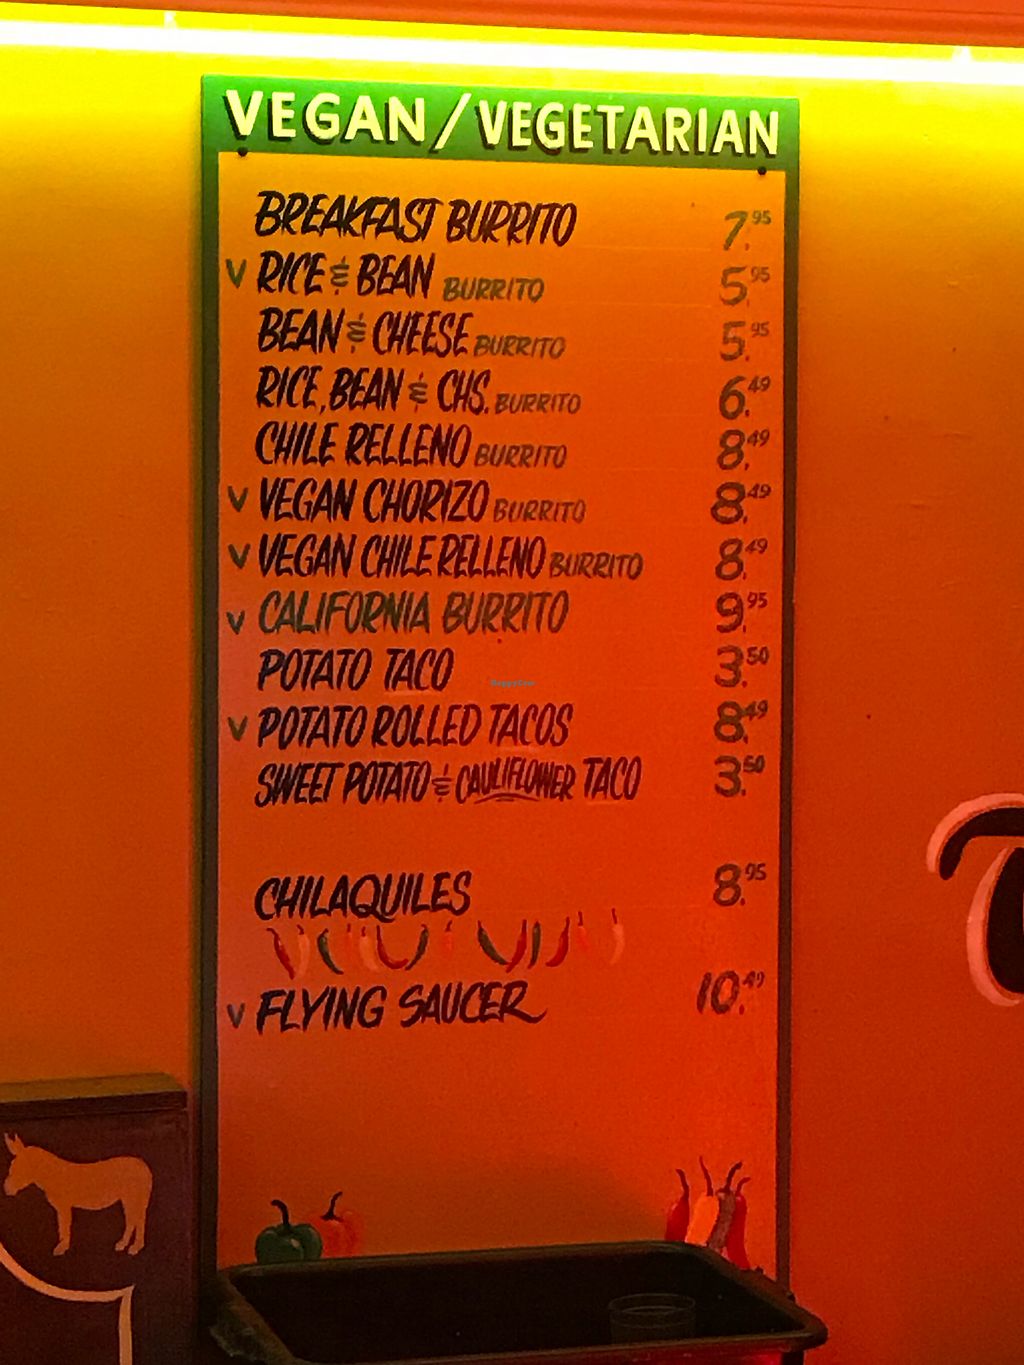 VEGAN/VEGETARIAN
BREAKFAST BURRITO 7.95
V RICE & BEAN BURRITO 5.95
BEAN & CHEESE BURRITO 5.95
RICE, BEAN & CHS. BURRITO 6.49
CHILE RELLENO BURRITO 8.49
V VEGAN CHORIZO BURRITO 8.49
V VEGAN CHILE RELLENO BURRITO 8.49
V CALIFORNIA BURRITO 9.95
POTATO TACO 3.50
HappyCow
V POTATO ROLLED TACOS 8.49
SWEET POTATO & CAULIFLOWER TACO 3.50
CHILAQUILES 8.95
V FLYING SAUCER 10.49